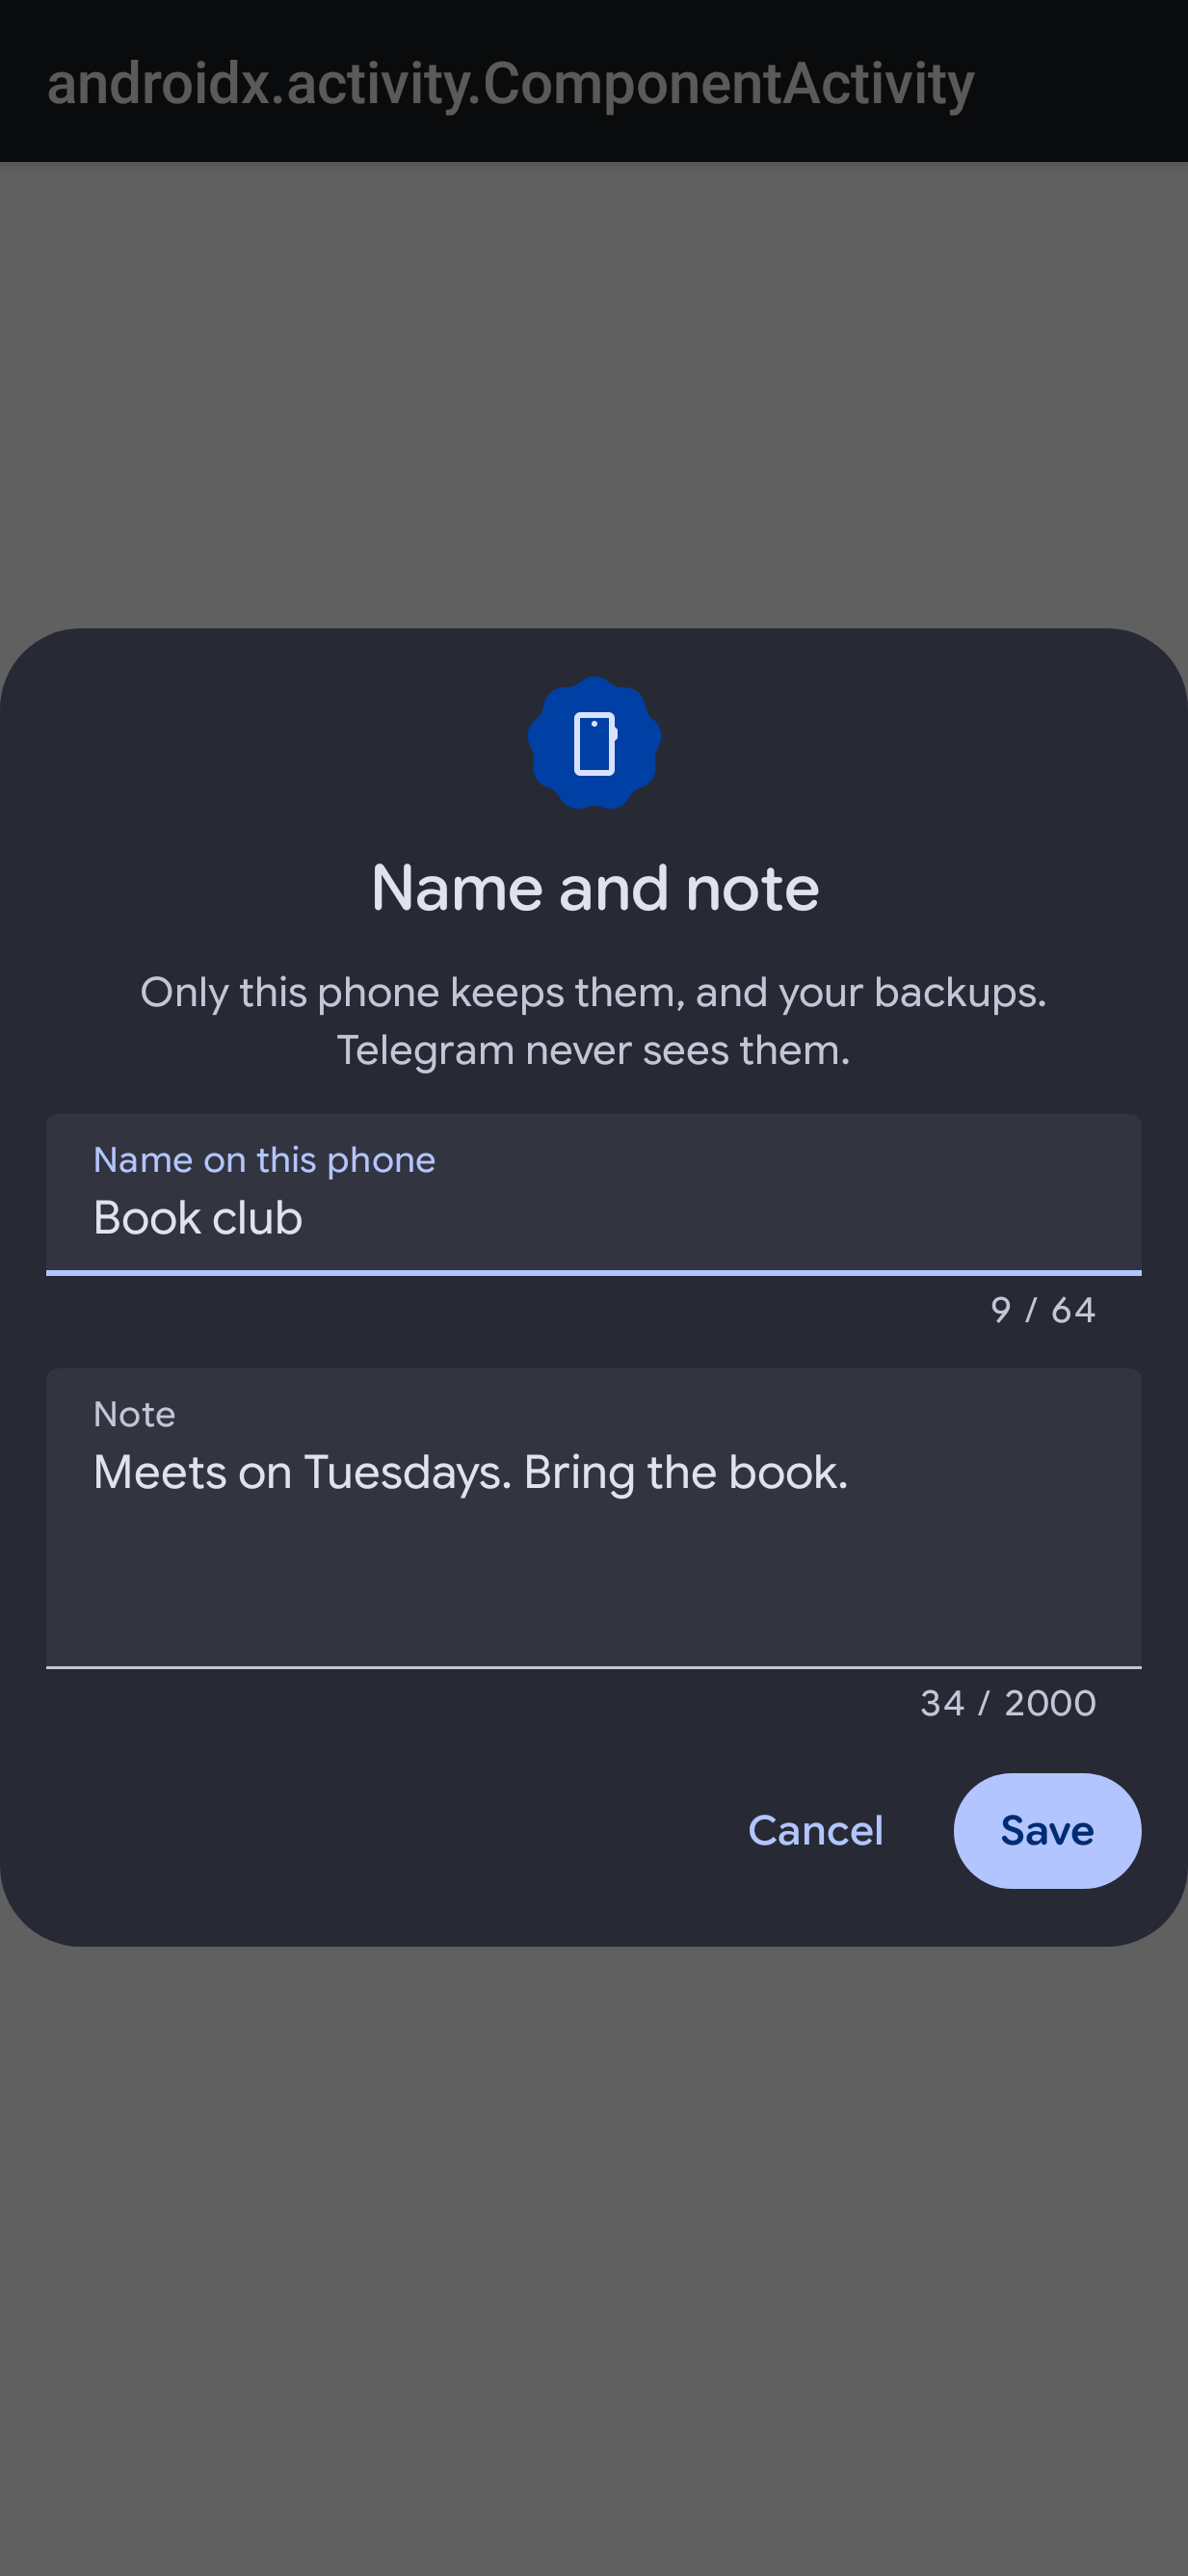 androidx.activity.ComponentActivity
Name and note
Only this phone keeps them, and your backups.
Telegram never sees them.
Name on this phone
Book club
9 / 64
Note
Meets on Tuesdays. Bring the book.
34 / 2000
Cancel
Save